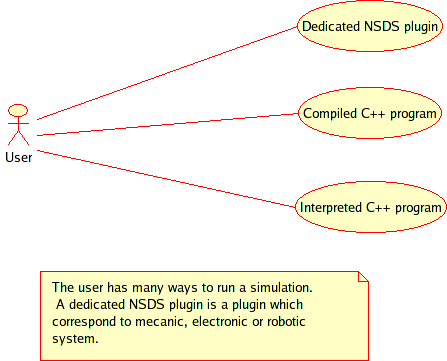 Dedicated NSDS plugin
Compiled C++ program
User
Interpreted C++ program
The user has many ways to run a simulation.
A dedicated NSDS plugin is a plugin which
correspond to mecanic, electronic or robotic
system.